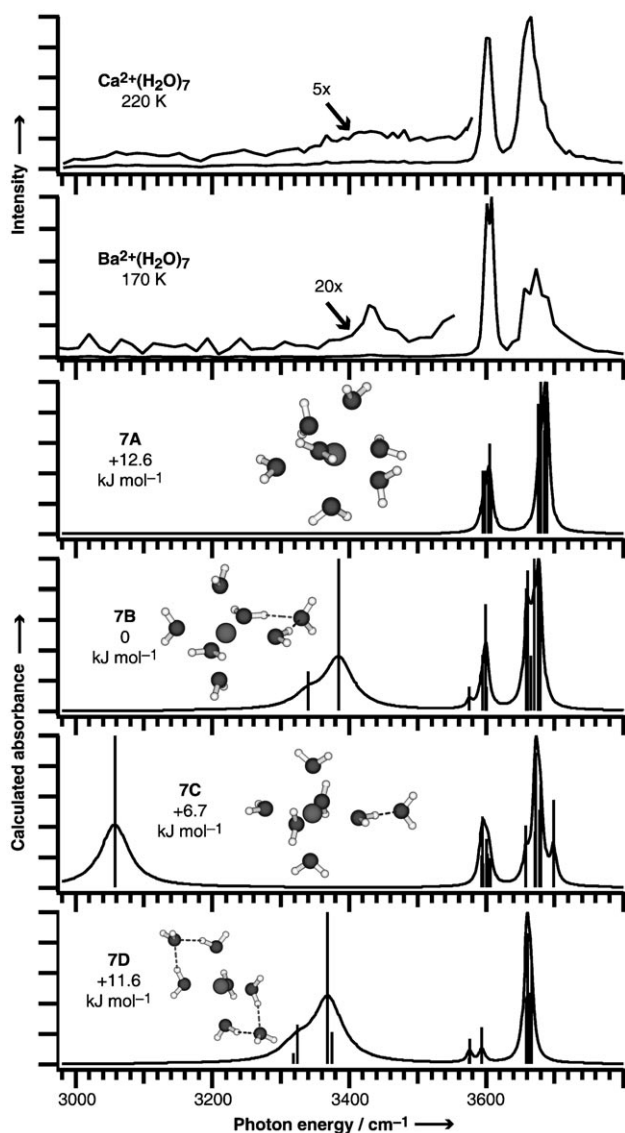 Intensity ⟶
Ca²⁺(H₂O)₇
220 K
5x
Ba²⁺(H₂O)₇
170 K
20x
Calculated absorbance ⟶
7A
+12.6
kJ mol⁻¹
7B
0
kJ mol⁻¹
7C
+6.7
kJ mol⁻¹
7D
+11.6
kJ mol⁻¹
3000 3200 3400 3600
Photon energy / cm⁻¹ ⟶